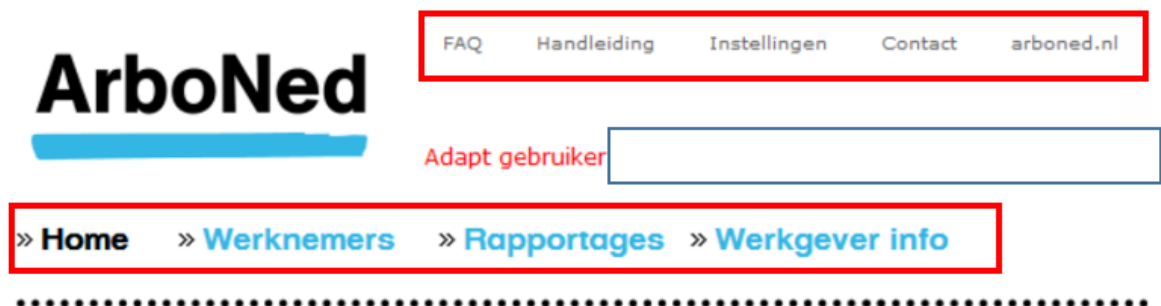 FAQ Handleiding Instellingen Contact arboned.nl
ArboNed
Adapt gebruiker
» Home » Werknemers » Rapportages » Werkgever info